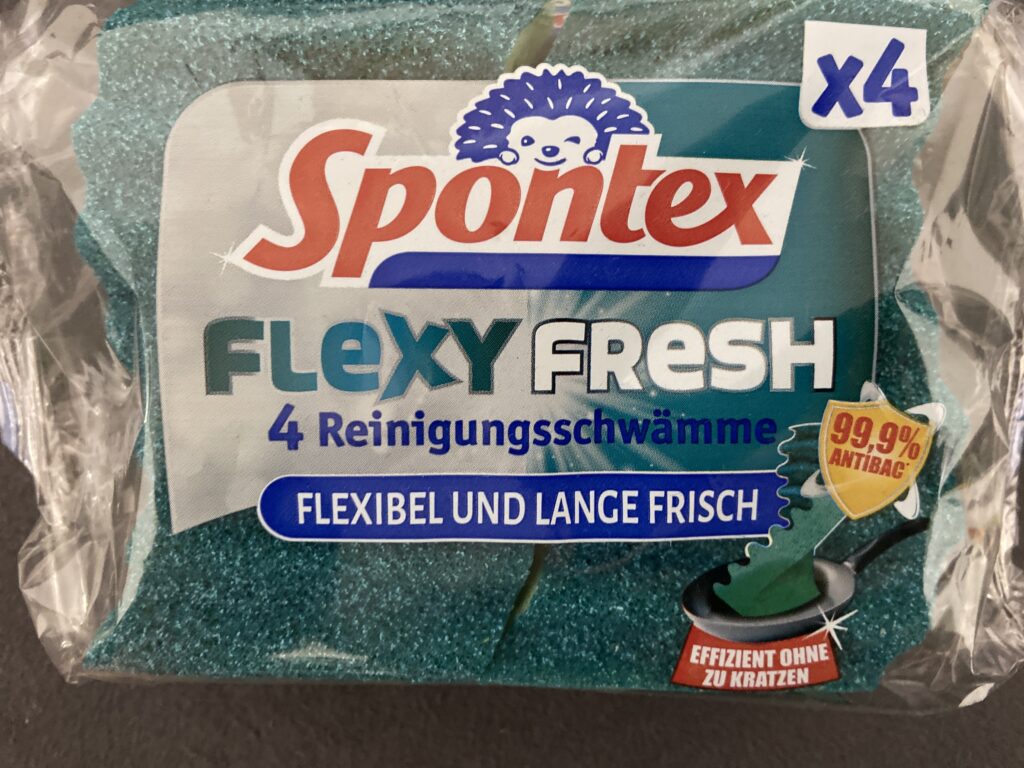 x4
Spontex
FLEXY FRESH
4 Reinigungsschwämme
99,9%
ANTIBAC*
FLEXIBEL UND LANGE FRISCH
EFFIZIENT OHNE
ZU KRATZEN